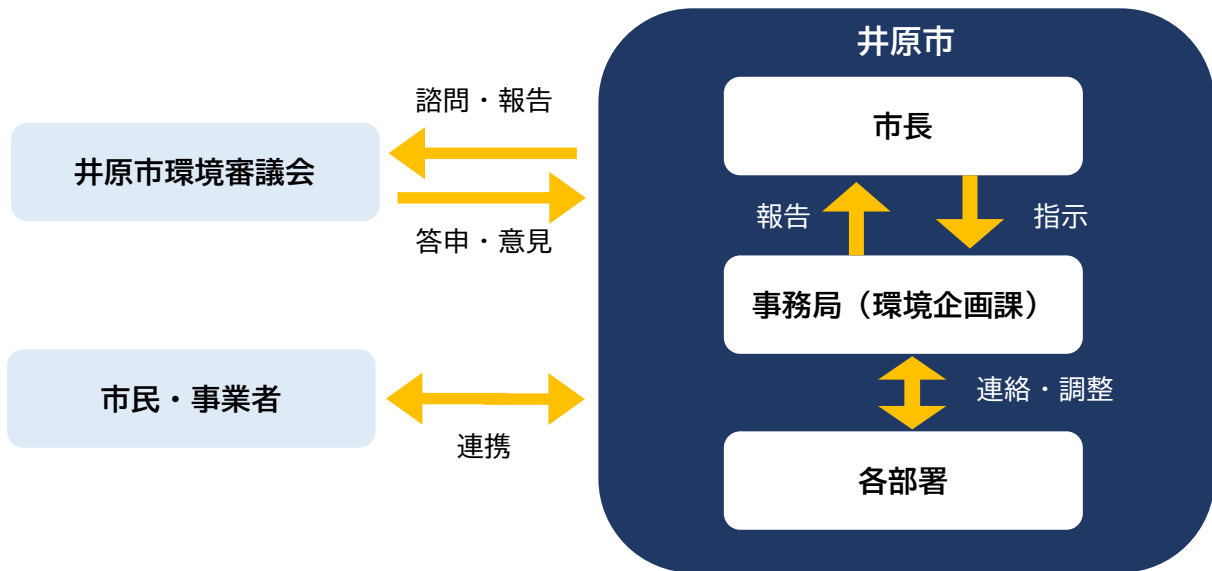 井原市
市長
諮問・報告
井原市環境審議会
答申・意見
報告
指示
事務局（環境企画課）
市民・事業者
連携
連絡・調整
各部署